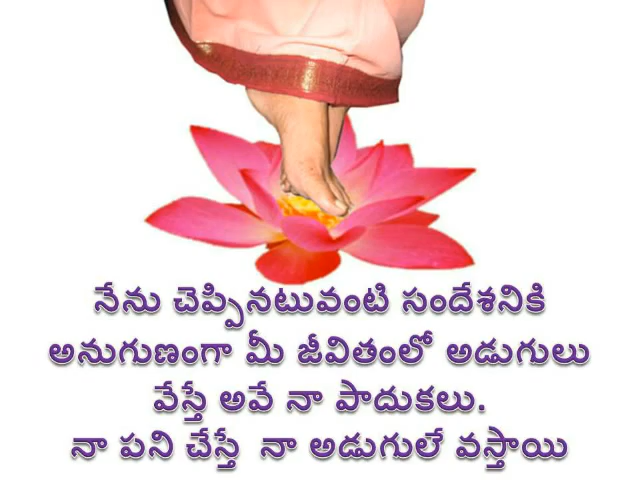 నేను చెప్పినటువంటి సందేశనికి
అనుగుణంగా మీ జీవితంలో అడుగులు
వేస్తే అవే నా పాదుకలు.
నా పని చేస్తే నా అడుగులే వస్తాయి